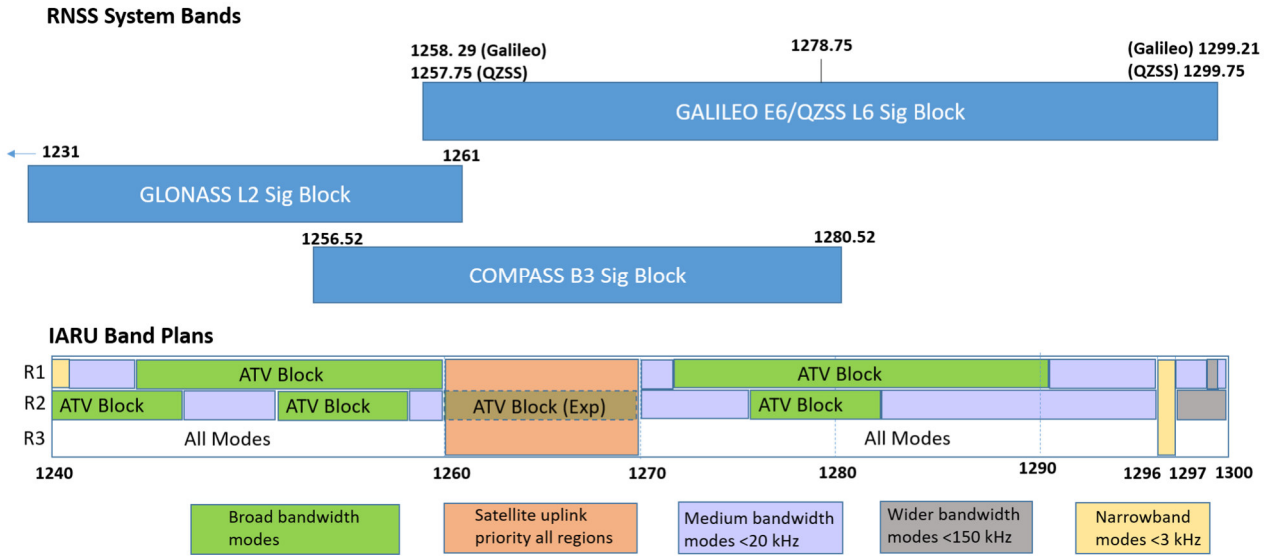 RNSS System Bands
1258. 29 (Galileo)
1257.75 (QZSS)
1278.75
(Galileo) 1299.21
(QZSS) 1299.75
GALILEO E6/QZSS L6 Sig Block
1231
1261
GLONASS L2 Sig Block
1256.52
1280.52
COMPASS B3 Sig Block
IARU Band Plans
R1
ATV Block
ATV Block
R2
ATV Block
ATV Block
ATV Block (Exp)
ATV Block
R3
All Modes
All Modes
1240
1260
1270
1280
1290
1296
1297
1300
Broad bandwidth
modes
Satellite uplink
priority all regions
Medium bandwidth
modes <20 kHz
Wider bandwidth
modes <150 kHz
Narrowband
modes <3 kHz